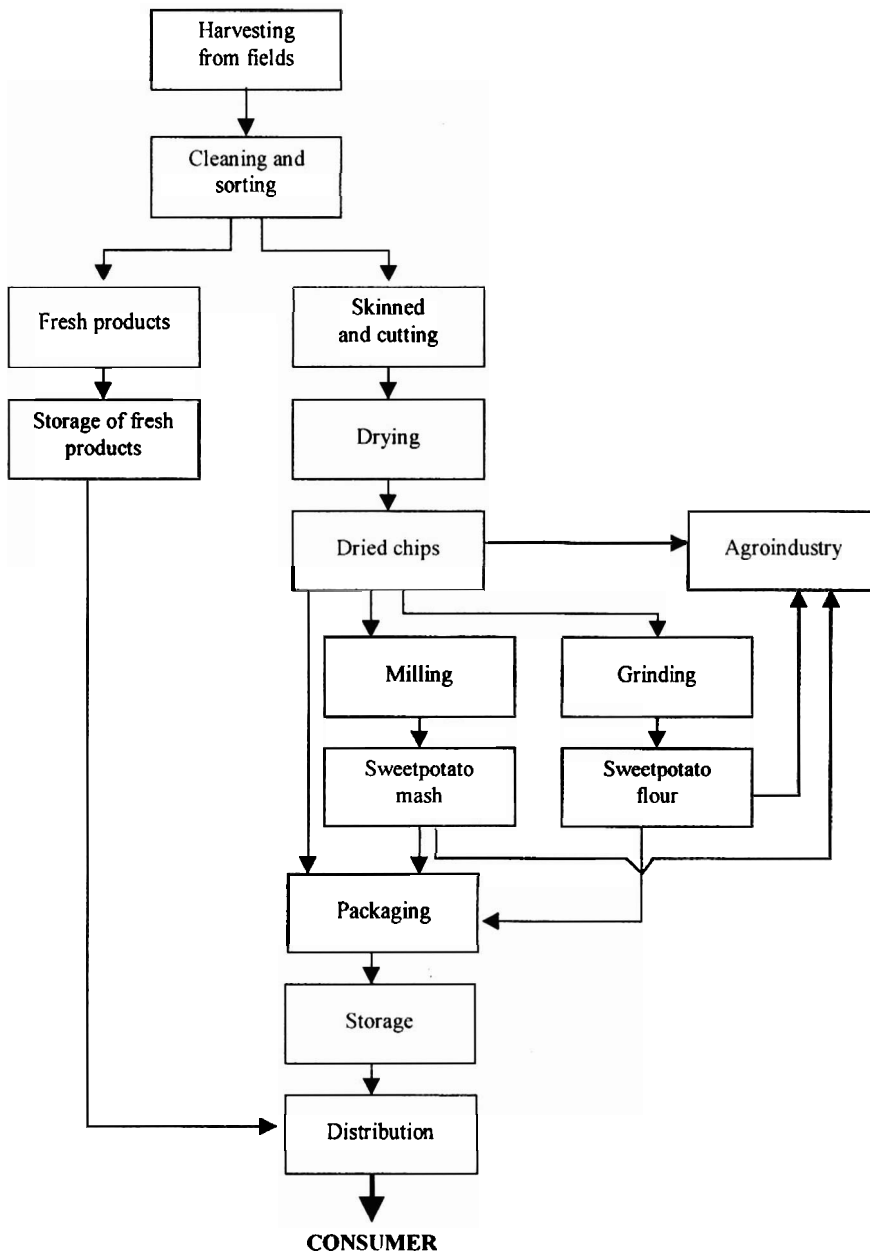 Harvesting
from fields
Cleaning and
sorting
Fresh products
Skinned
and cutting
Storage of fresh
products
Drying
Dried chips
Agroindustry
Milling
Grinding
Sweetpotato
mash
Sweetpotato
flour
Packaging
Storage
Distribution
CONSUMER